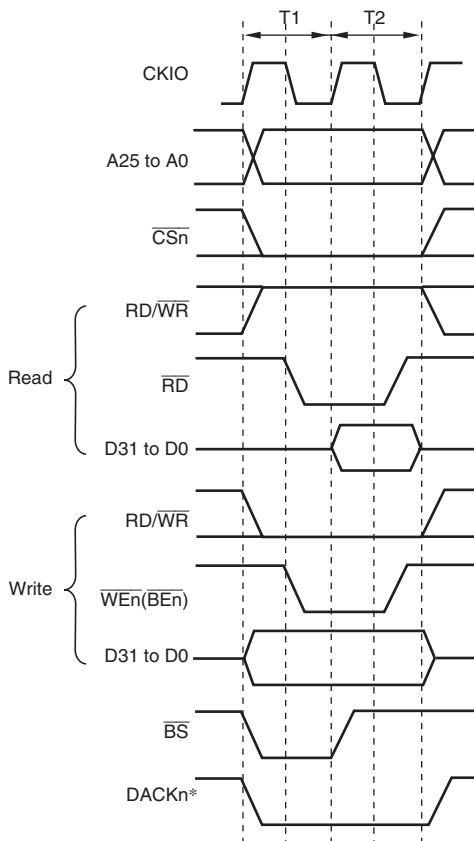 T1 T2
CKIO
A25 to A0
CSn
RD/WR
Read
RD
D31 to D0
RD/WR
Write
WEn(BEn)
D31 to D0
BS
DACKn*